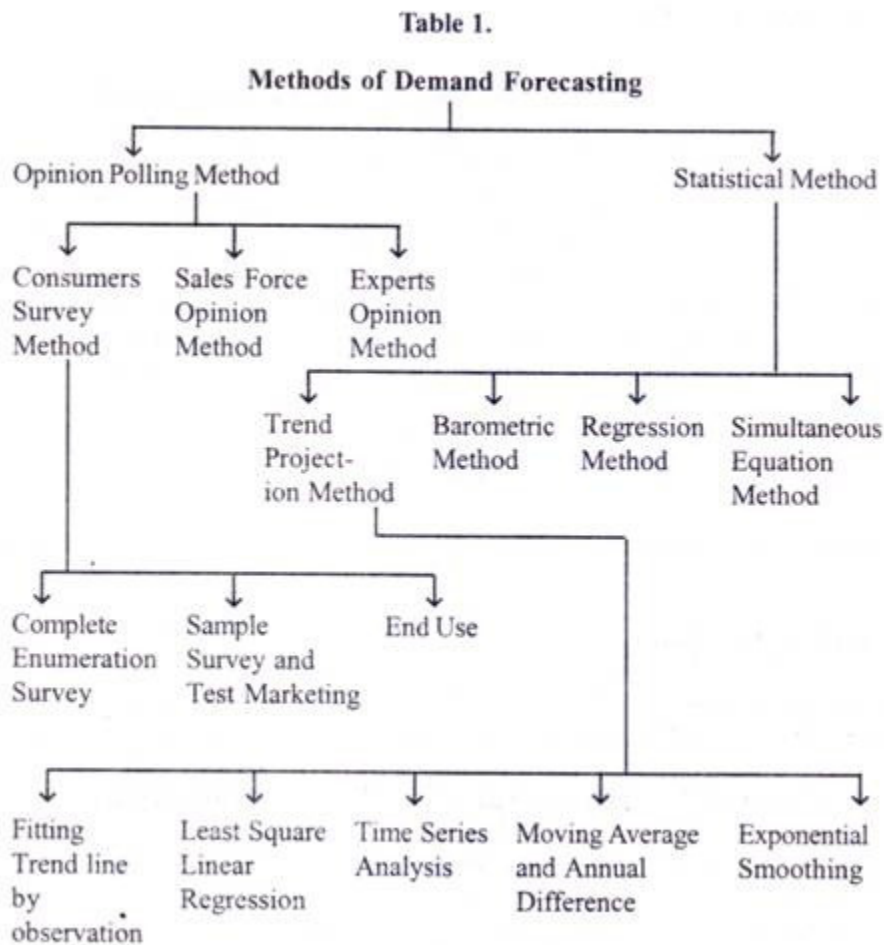 Table 1.
Methods of Demand Forecasting
Opinion Polling Method
Statistical Method
Consumers
Survey
Method
Sales Force
Opinion
Method
Experts
Opinion
Method
Trend
Project-
ion Method
Barometric
Method
Regression
Method
Simultaneous
Equation
Method
Complete
Enumeration
Survey
Sample
Survey and
Test Marketing
End Use
Fitting
Trend line
by
observation
Least Square
Linear
Regression
Time Series
Analysis
Moving Average
and Annual
Difference
Exponential
Smoothing